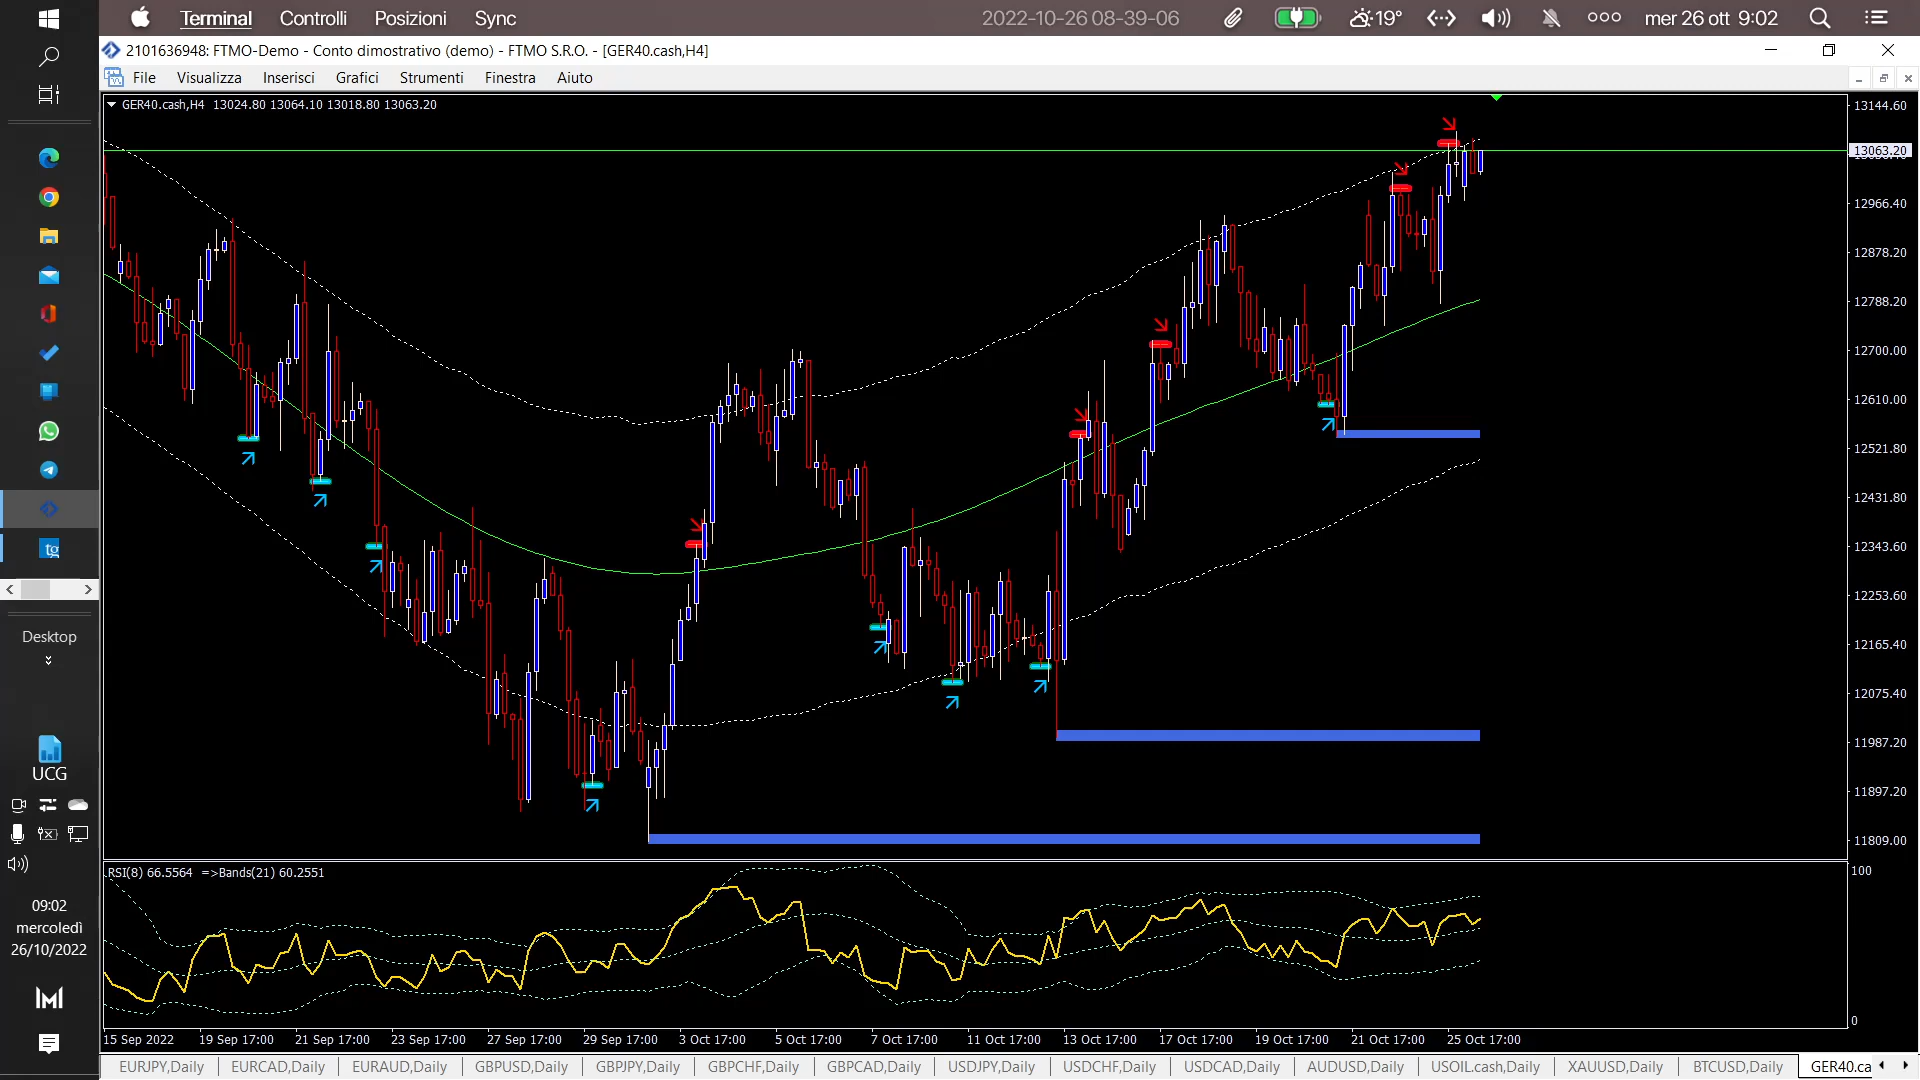 Terminal Controlli Posizioni Sync 2022-10-26 08-39-06 19° mer 26 ott 9:02
2101636948: FTMO-Demo - Conto dimostrativo (demo) - FTMO S.R.O. - [GER40.cash,H4]
File Visualizza Inserisci Grafici Strumenti Finestra Aiuto
GER40.cash,H4 13024.80 13064.10 13018.80 13063.20
13144.60
13063.20
12966.40
12878.20
12788.20
12700.00
12610.00
12521.80
12431.80
12343.60
12253.60
12165.40
12075.40
11987.20
11897.20
11809.00
RSI(8) 66.5564 =>Bands(21) 60.2551
100
0
15 Sep 2022 19 Sep 17:00 21 Sep 17:00 23 Sep 17:00 27 Sep 17:00 29 Sep 17:00 3 Oct 17:00 5 Oct 17:00 7 Oct 17:00 11 Oct 17:00 13 Oct 17:00 17 Oct 17:00 19 Oct 17:00 21 Oct 17:00 25 Oct 17:00
EURJPY,Daily EURCAD,Daily EURAUD,Daily GBPUSD,Daily GBPJPY,Daily GBPCHF,Daily GBPCAD,Daily USDJPY,Daily USDCHF,Daily USDCAD,Daily AUDUSD,Daily USOIL.cash,Daily XAUUSD,Daily BTCUSD,Daily GER40.ca
tg
Desktop
UCG
09:02
mercoledì
26/10/2022